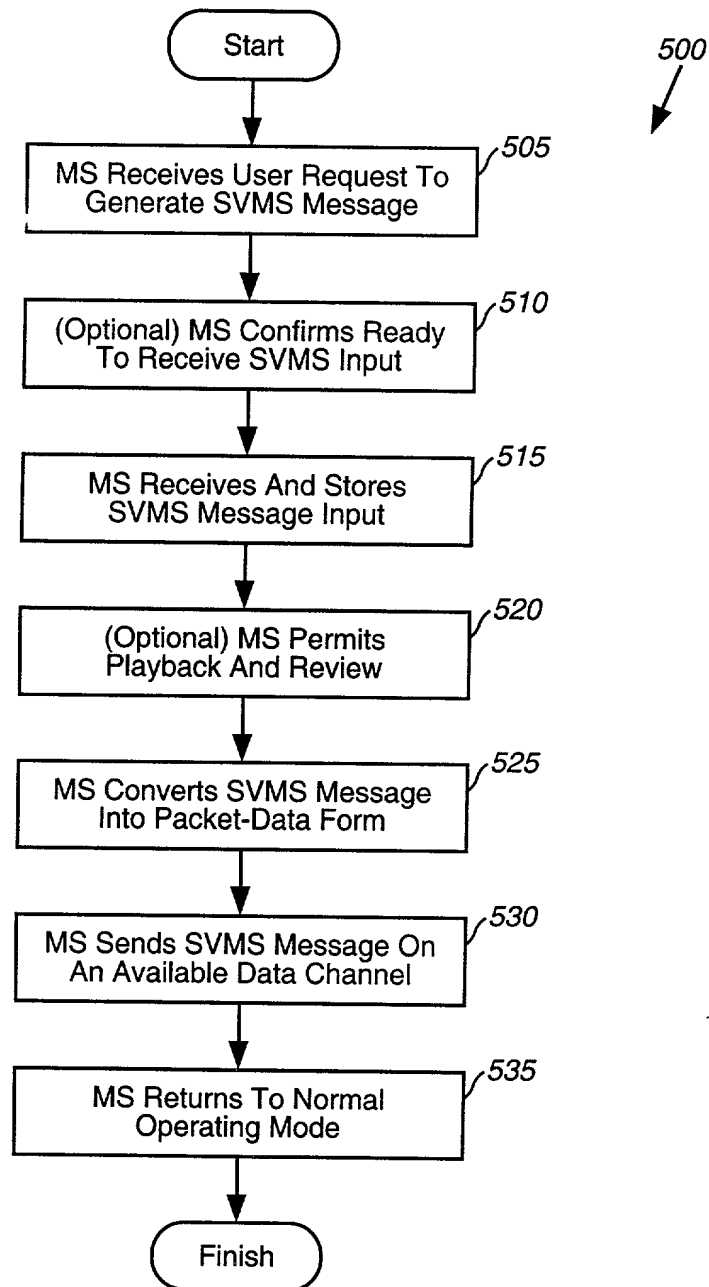 Start
500
505
MS Receives User Request To
Generate SVMS Message
510
(Optional) MS Confirms Ready
To Receive SVMS Input
515
MS Receives And Stores
SVMS Message Input
520
(Optional) MS Permits
Playback And Review
525
MS Converts SVMS Message
Into Packet-Data Form
530
MS Sends SVMS Message On
An Available Data Channel
535
MS Returns To Normal
Operating Mode
Finish